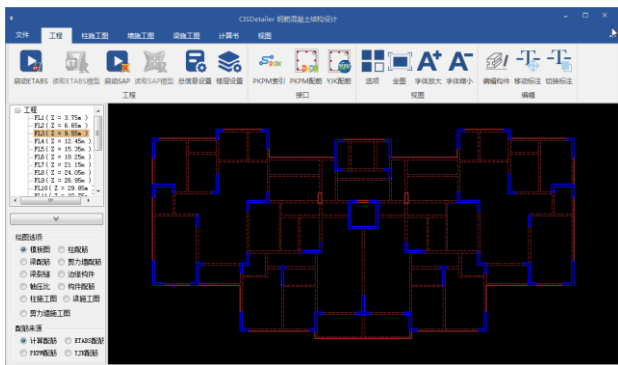 CISDetailer 钢筋混凝土结构设计
文件 工程 柱施工图 墙施工图 梁施工图 计算书 视图
启动ETABS 读取ETABS模型 启动SAP 读取SAP模型 总信息设置 楼层设置 PKPM索引 PKPM配筋 YJK配筋 选项 全图 字体放大 字体缩小 编辑构件 移动标注 切换标注
工程 接口 视图 编辑
工程
FL1( Z = 3.75m )
FL2( Z = 6.65m )
FL3( Z = 9.55m )
FL4( Z = 12.45m )
FL5( Z = 15.35m )
FL6( Z = 18.25m )
FL7( Z = 21.15m )
FL8( Z = 24.05m )
FL9( Z = 26.95m )
FL10( Z = 29.85m
绘图选项
模板图 柱配筋
梁配筋 剪力墙配筋
梁裂缝 边缘构件
轴压比 构件配筋
柱施工图 梁施工图
剪力墙施工图
配筋来源
计算配筋 ETABS配筋
PKPM配筋 YJK配筋